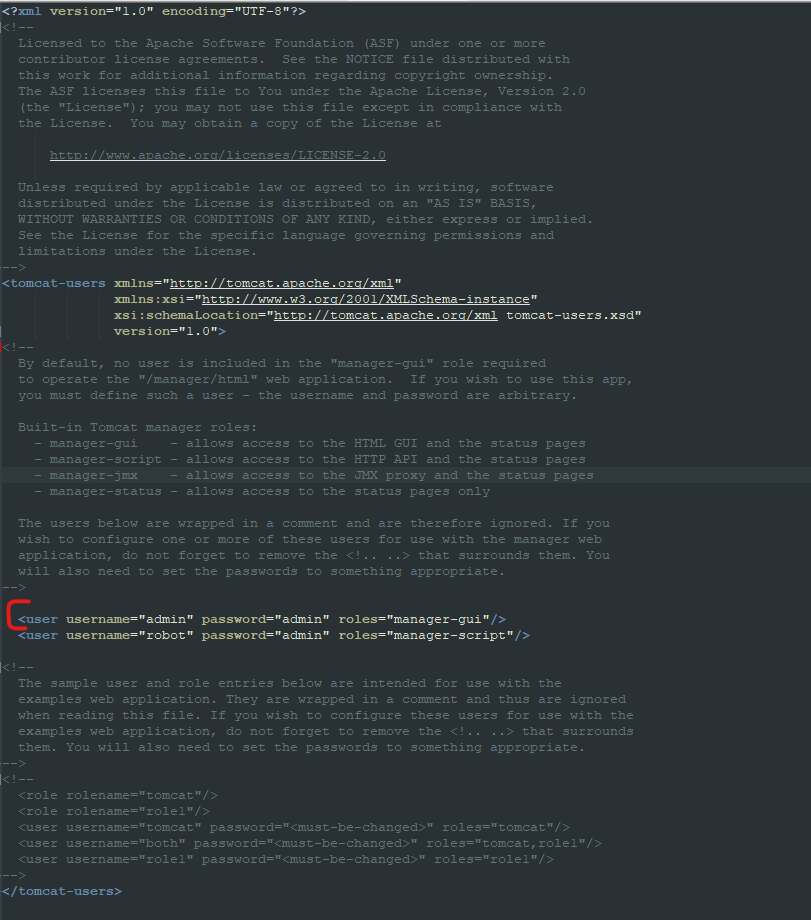 <?xml version="1.0" encoding="UTF-8"?>
<!--
  Licensed to the Apache Software Foundation (ASF) under one or more
  contributor license agreements.  See the NOTICE file distributed with
  this work for additional information regarding copyright ownership.
  The ASF licenses this file to You under the Apache License, Version 2.0
  (the "License"); you may not use this file except in compliance with
  the License.  You may obtain a copy of the License at

      http://www.apache.org/licenses/LICENSE-2.0

  Unless required by applicable law or agreed to in writing, software
  distributed under the License is distributed on an "AS IS" BASIS,
  WITHOUT WARRANTIES OR CONDITIONS OF ANY KIND, either express or implied.
  See the License for the specific language governing permissions and
  limitations under the License.
-->
<tomcat-users xmlns="http://tomcat.apache.org/xml"
              xmlns:xsi="http://www.w3.org/2001/XMLSchema-instance"
              xsi:schemaLocation="http://tomcat.apache.org/xml tomcat-users.xsd"
              version="1.0">
<!--
  By default, no user is included in the "manager-gui" role required
  to operate the "/manager/html" web application.  If you wish to use this app,
  you must define such a user - the username and password are arbitrary.

  Built-in Tomcat manager roles:
    - manager-gui    - allows access to the HTML GUI and the status pages
    - manager-script - allows access to the HTTP API and the status pages
    - manager-jmx    - allows access to the JMX proxy and the status pages
    - manager-status - allows access to the status pages only

  The users below are wrapped in a comment and are therefore ignored. If you
  wish to configure one or more of these users for use with the manager web
  application, do not forget to remove the <!.. ..> that surrounds them. You
  will also need to set the passwords to something appropriate.
-->

  <user username="admin" password="admin" roles="manager-gui"/>
  <user username="robot" password="admin" roles="manager-script"/>

<!--
  The sample user and role entries below are intended for use with the
  examples web application. They are wrapped in a comment and thus are ignored
  when reading this file. If you wish to configure these users for use with the
  examples web application, do not forget to remove the <!.. ..> that surrounds
  them. You will also need to set the passwords to something appropriate.
-->
<!--
  <role rolename="tomcat"/>
  <role rolename="role1"/>
  <user username="tomcat" password="<must-be-changed>" roles="tomcat"/>
  <user username="both" password="<must-be-changed>" roles="tomcat,role1"/>
  <user username="role1" password="<must-be-changed>" roles="role1"/>
-->
</tomcat-users>